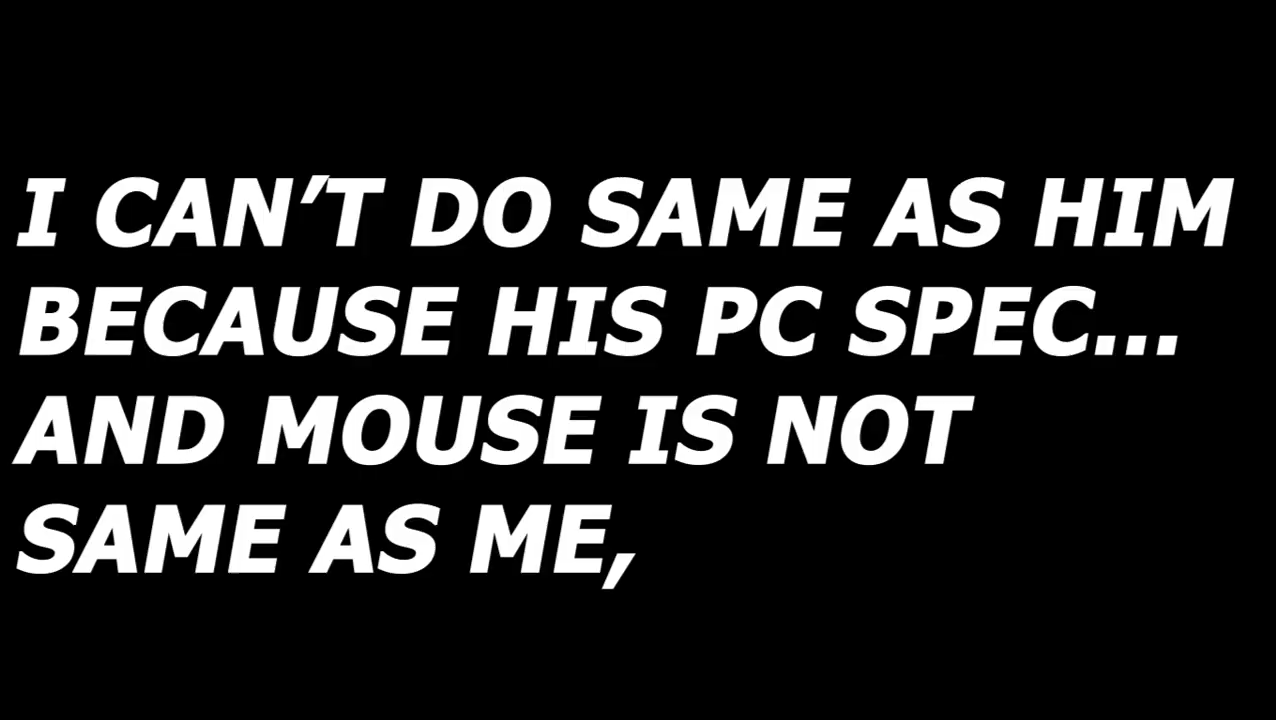 I CAN’T DO SAME AS HIM
BECAUSE HIS PC SPEC...
AND MOUSE IS NOT
SAME AS ME,